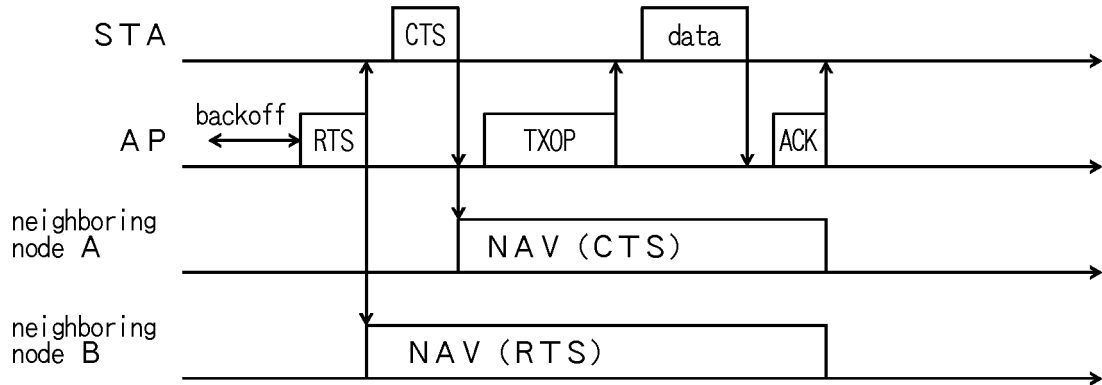 STA
CTS
data
backoff
AP
RTS
TXOP
ACK
neighboring
node A
NAV (CTS)
neighboring
node B
NAV (RTS)